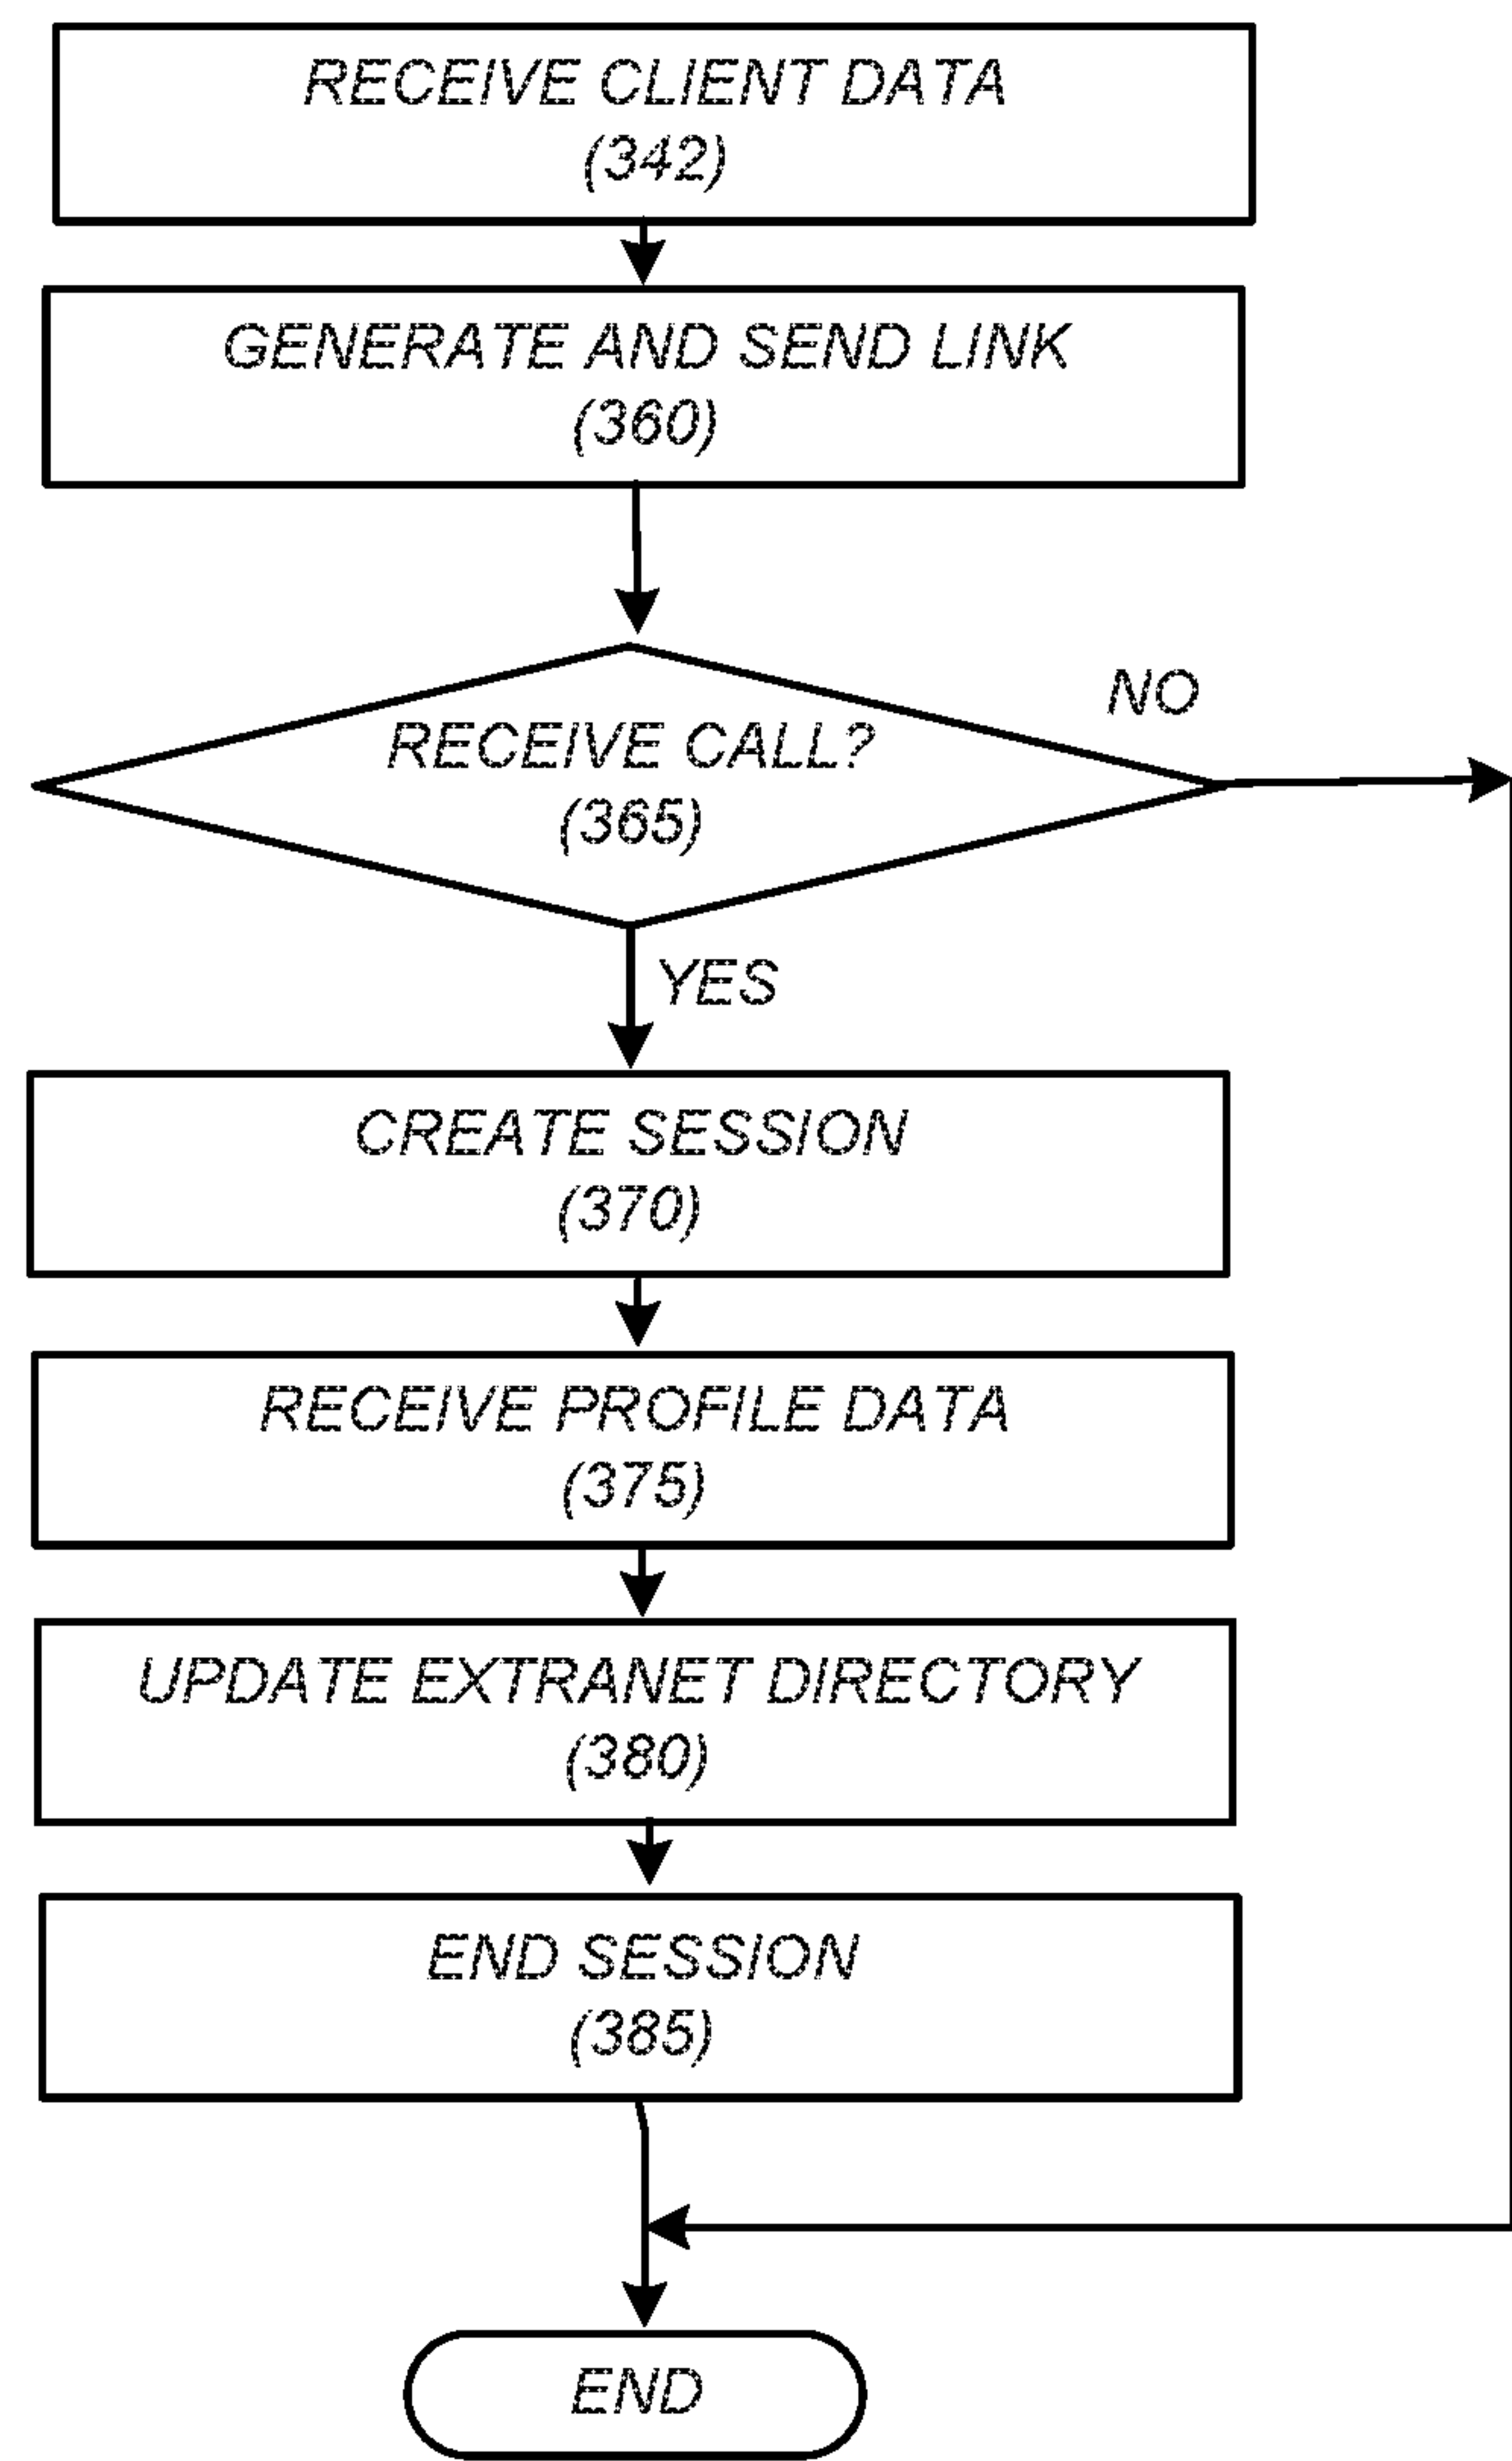 RECEIVE CLIENT DATA
(342)
GENERATE AND SEND LINK
(360)
RECEIVE CALL?
(365)
NO
YES
CREATE SESSION
(370)
RECEIVE PROFILE DATA
(375)
UPDATE EXTRANET DIRECTORY
(380)
END SESSION
(385)
END